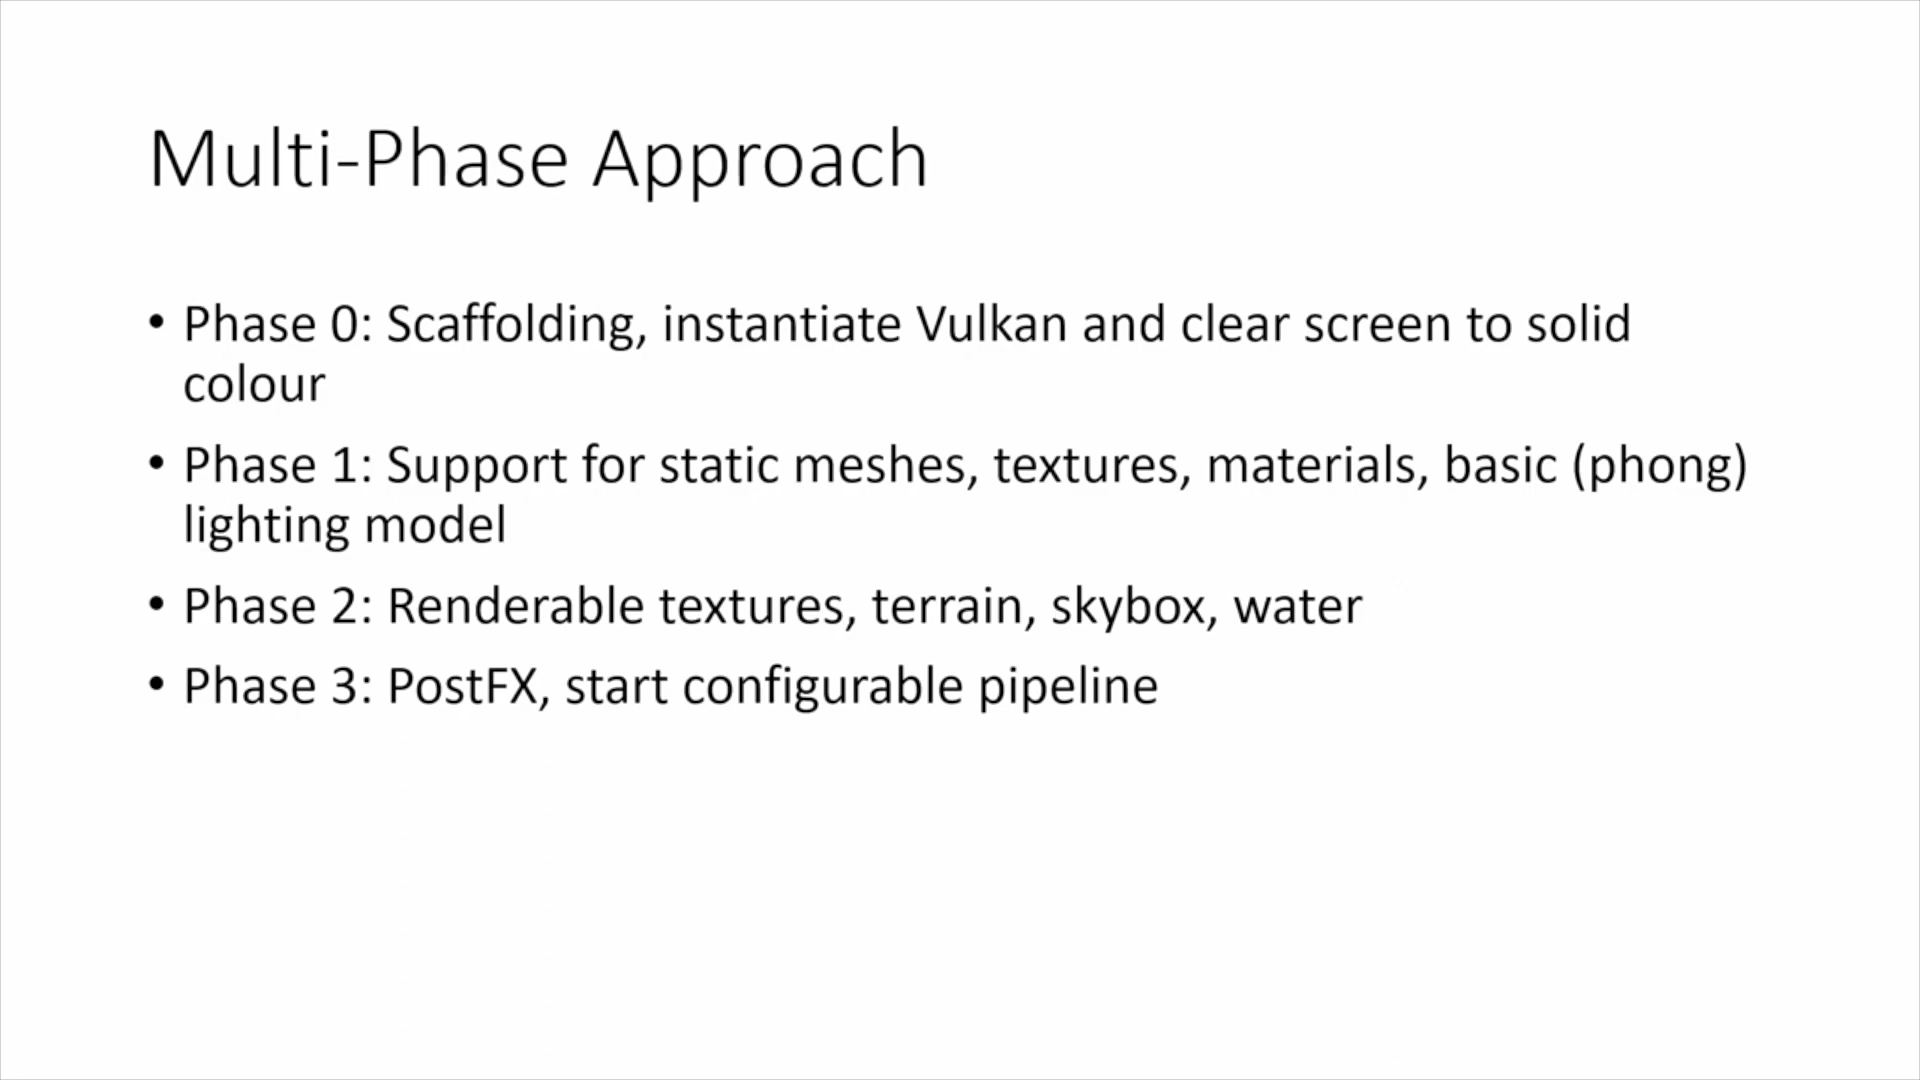 Multi-Phase Approach
• Phase 0: Scaffolding, instantiate Vulkan and clear screen to solid
colour
• Phase 1: Support for static meshes, textures, materials, basic (phong)
lighting model
• Phase 2: Renderable textures, terrain, skybox, water
• Phase 3: PostFX, start configurable pipeline